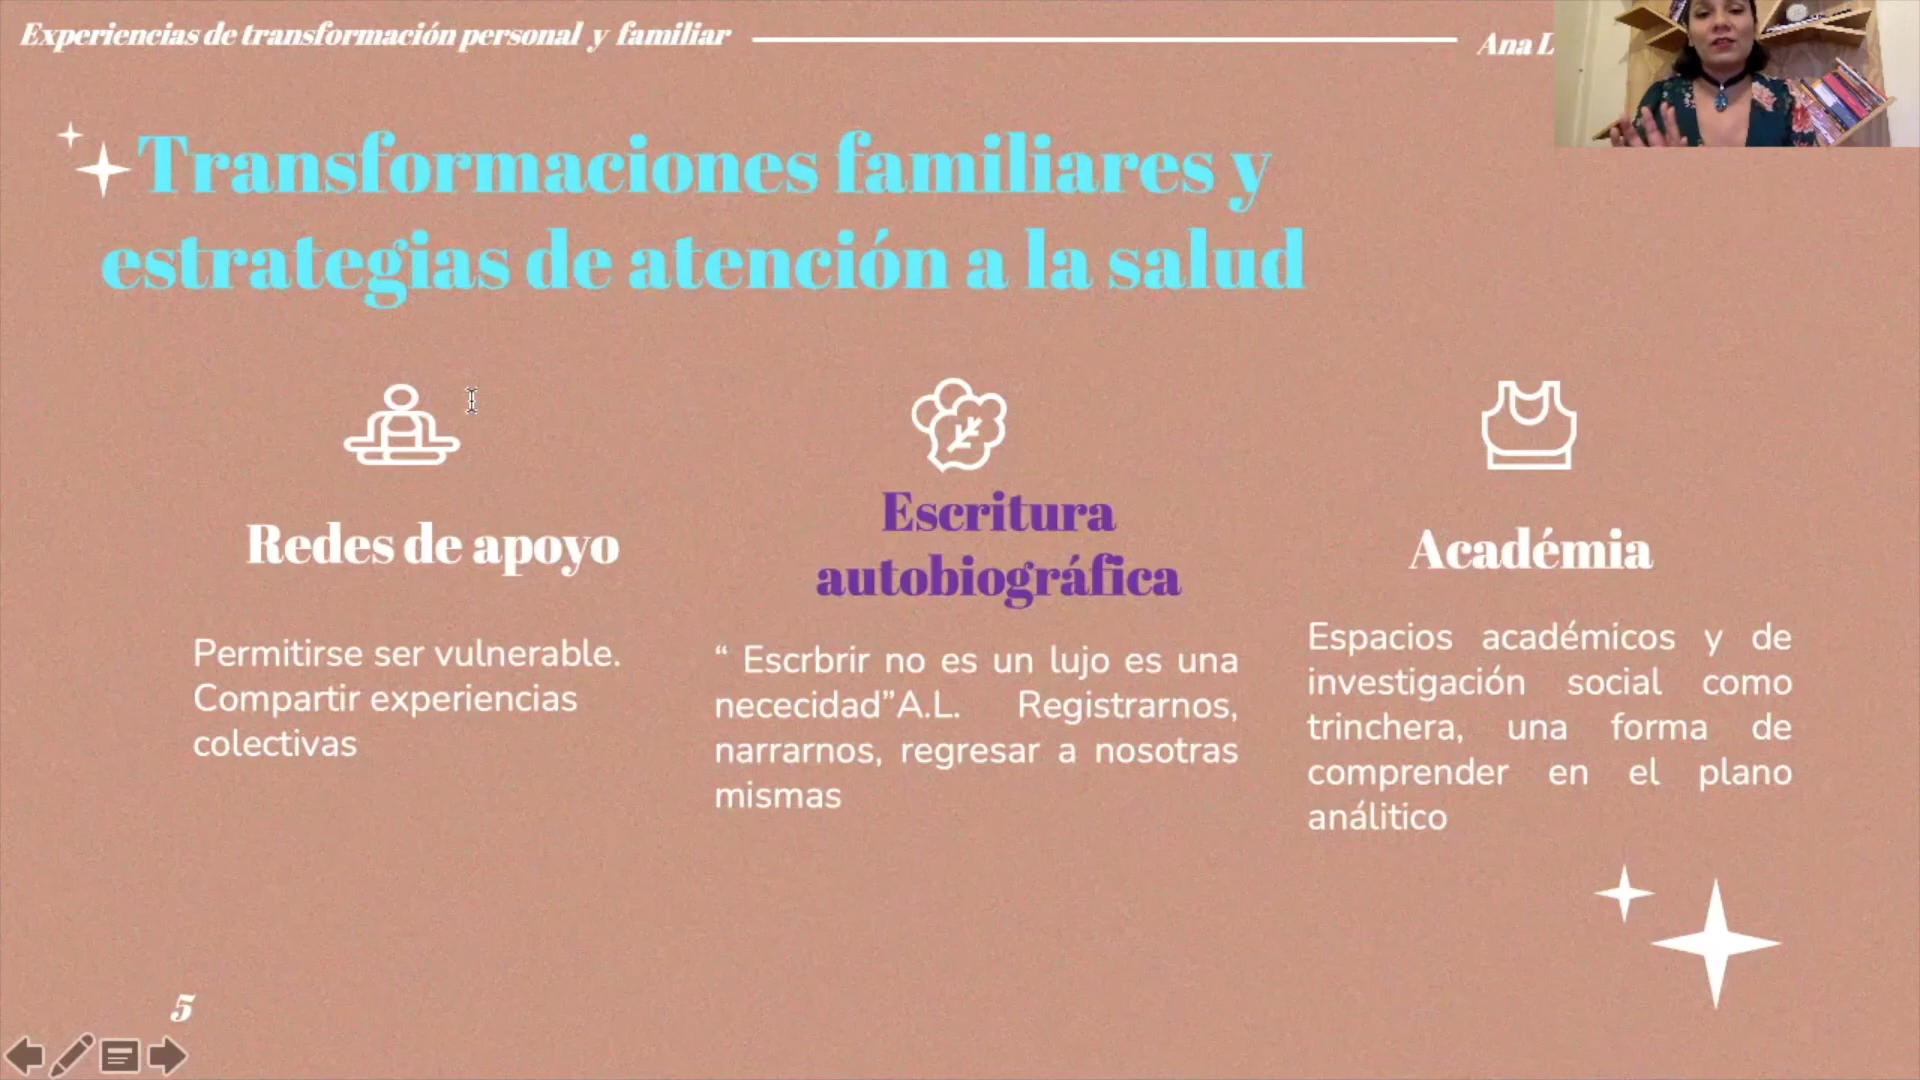 Experiencias de transformación personal y familiar
Ana L
Transformaciones familiares y
estrategias de atención a la salud
Redes de apoyo
Permitirse ser vulnerable.
Compartir experiencias
colectivas
Escritura
autobiográfica
“ Escrbrir no es un lujo es una
nececidad”A.L. Registrarnos,
narrarnos, regresar a nosotras
mismas
Académia
Espacios académicos y de
investigación social como
trinchera, una forma de
comprender en el plano
análitico
5